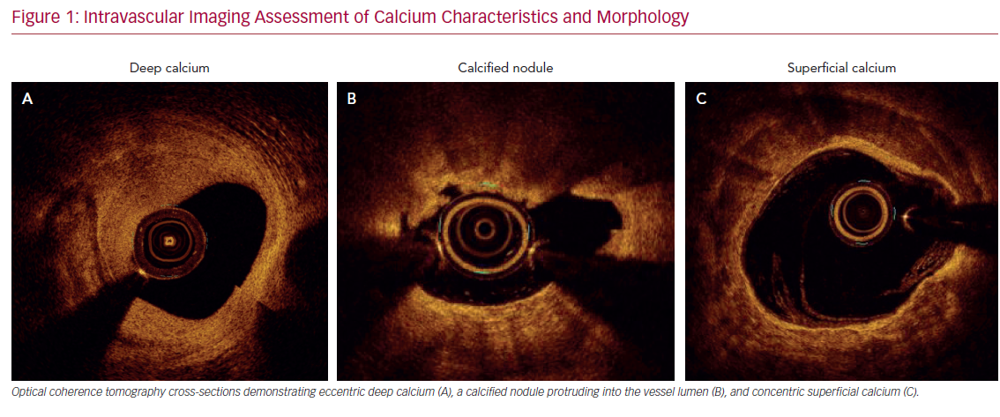 Figure 1: Intravascular Imaging Assessment of Calcium Characteristics and Morphology
Deep calcium
Calcified nodule
Superficial calcium
A
B
C
Optical coherence tomography cross-sections demonstrating eccentric deep calcium (A), a calcified nodule protruding into the vessel lumen (B), and concentric superficial calcium (C).